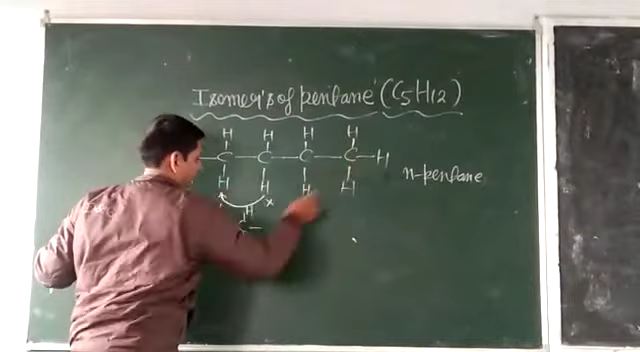 Isomer's of pentane (C5H12)
H H H H
C — C — C — C — H n-pentane
H H H H
x
H
C —